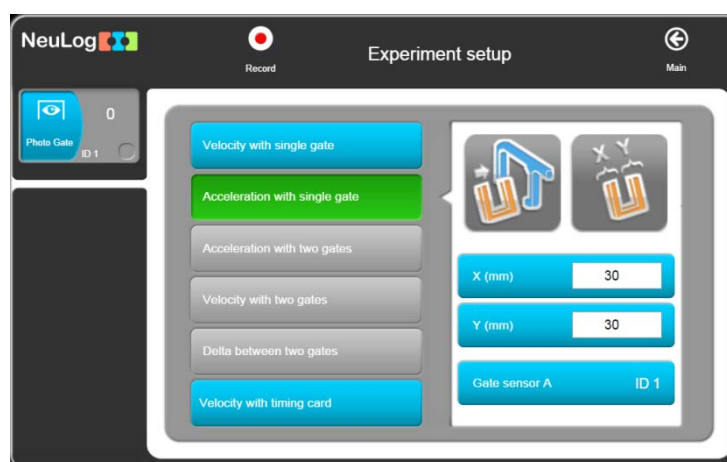 NeuLog
Record
Experiment setup
Main
0
Photo Gate
ID 1
Velocity with single gate
Acceleration with single gate
Acceleration with two gates
Velocity with two gates
Delta between two gates
Velocity with timing card
X Y
X (mm) 30
Y (mm) 30
Gate sensor A ID 1